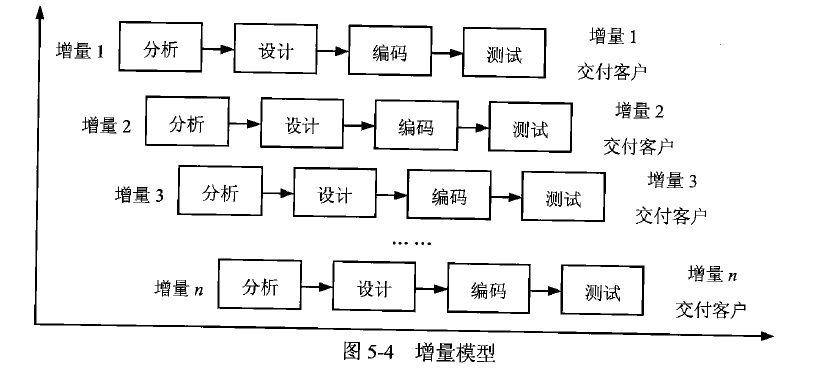 增量 1 分析 设计 编码 测试 增量 1
交付客户
增量 2 分析 设计 编码 测试 增量 2
交付客户
增量 3 分析 设计 编码 测试 增量 3
交付客户
… …
增量 n 分析 设计 编码 测试 增量 n
交付客户
图 5-4 增量模型